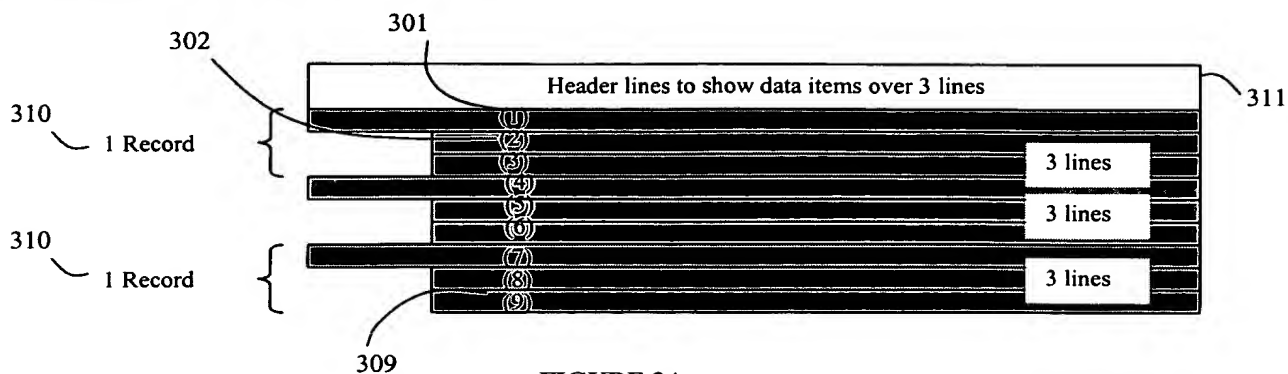 301
302
Header lines to show data items over 3 lines
311
310
1 Record
(1)
(2)
(3)
3 lines
(4)
(5)
(6)
3 lines
310
1 Record
(7)
(8)
(9)
3 lines
309